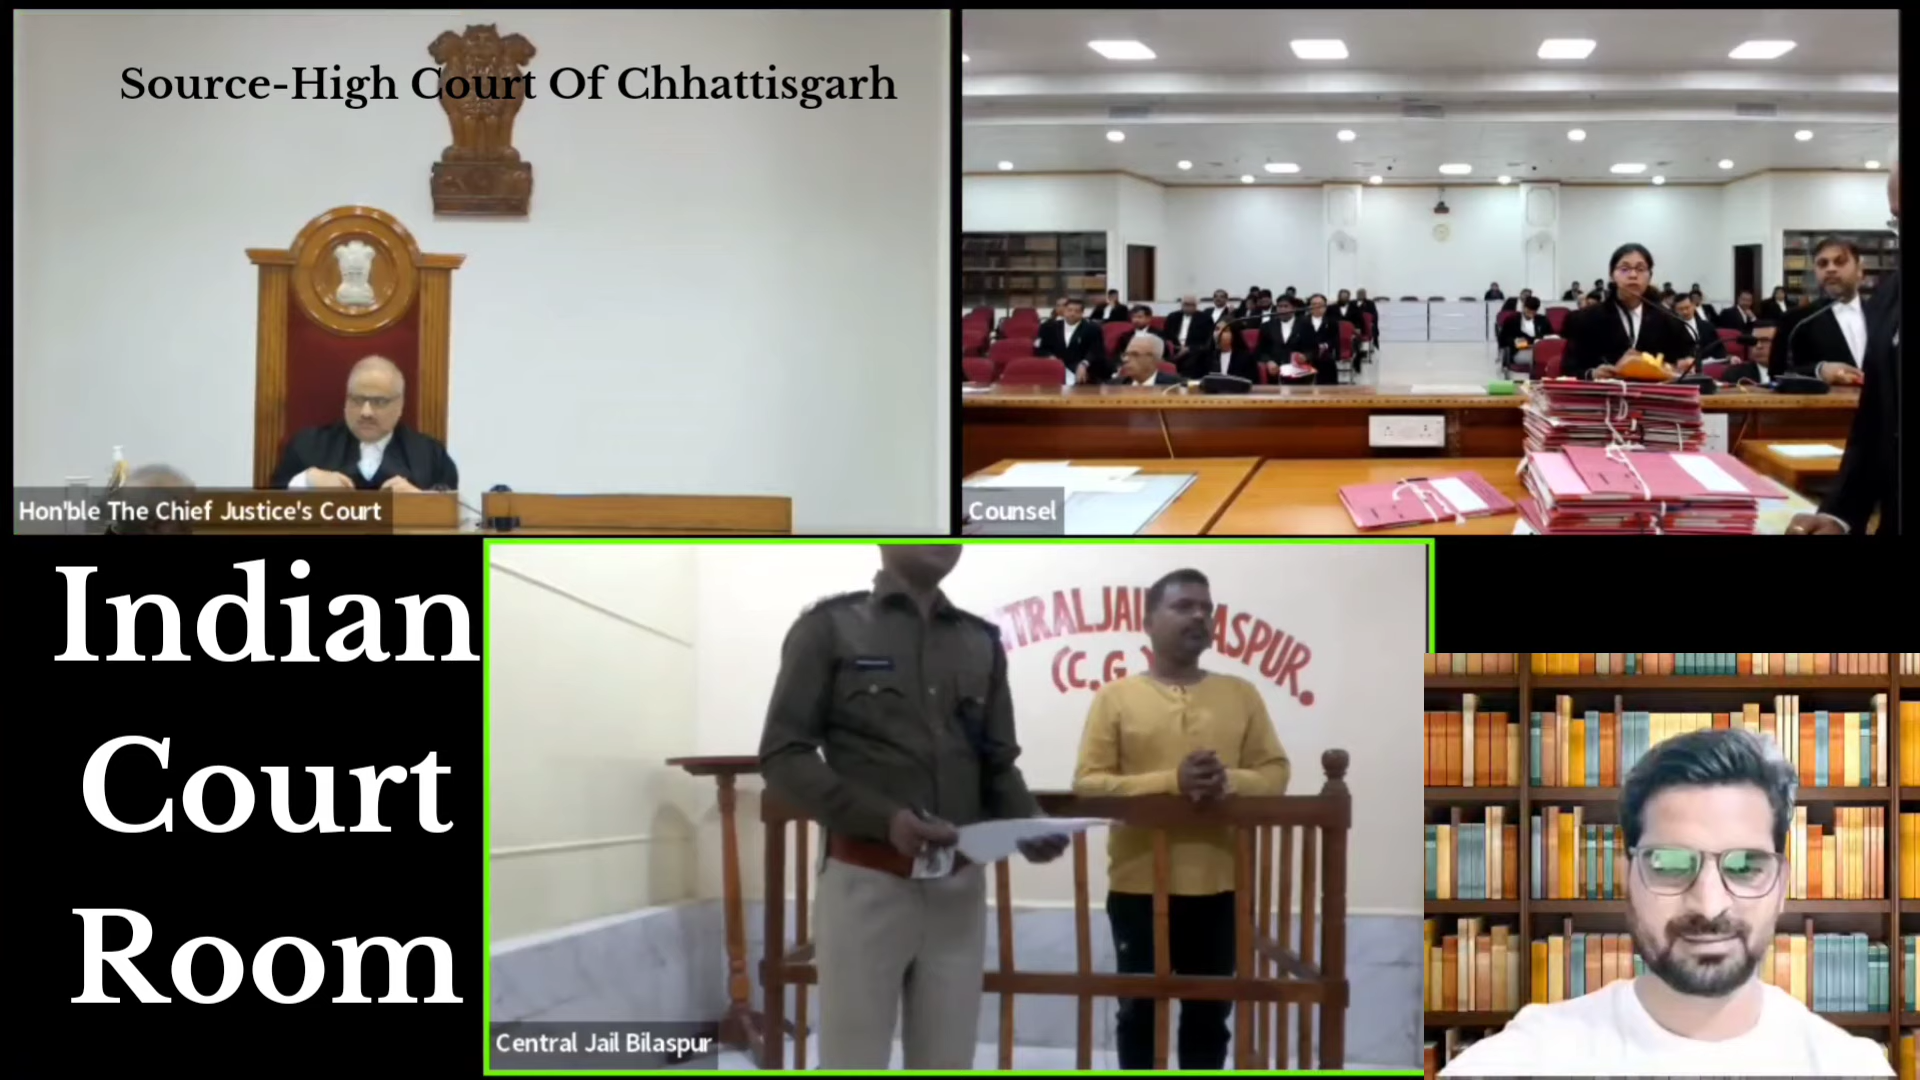 Source-High Court Of Chhattisgarh
Hon'ble The Chief Justice's Court
Counsel
Indian
Court
Room
(C.G.
Central Jail Bilaspur